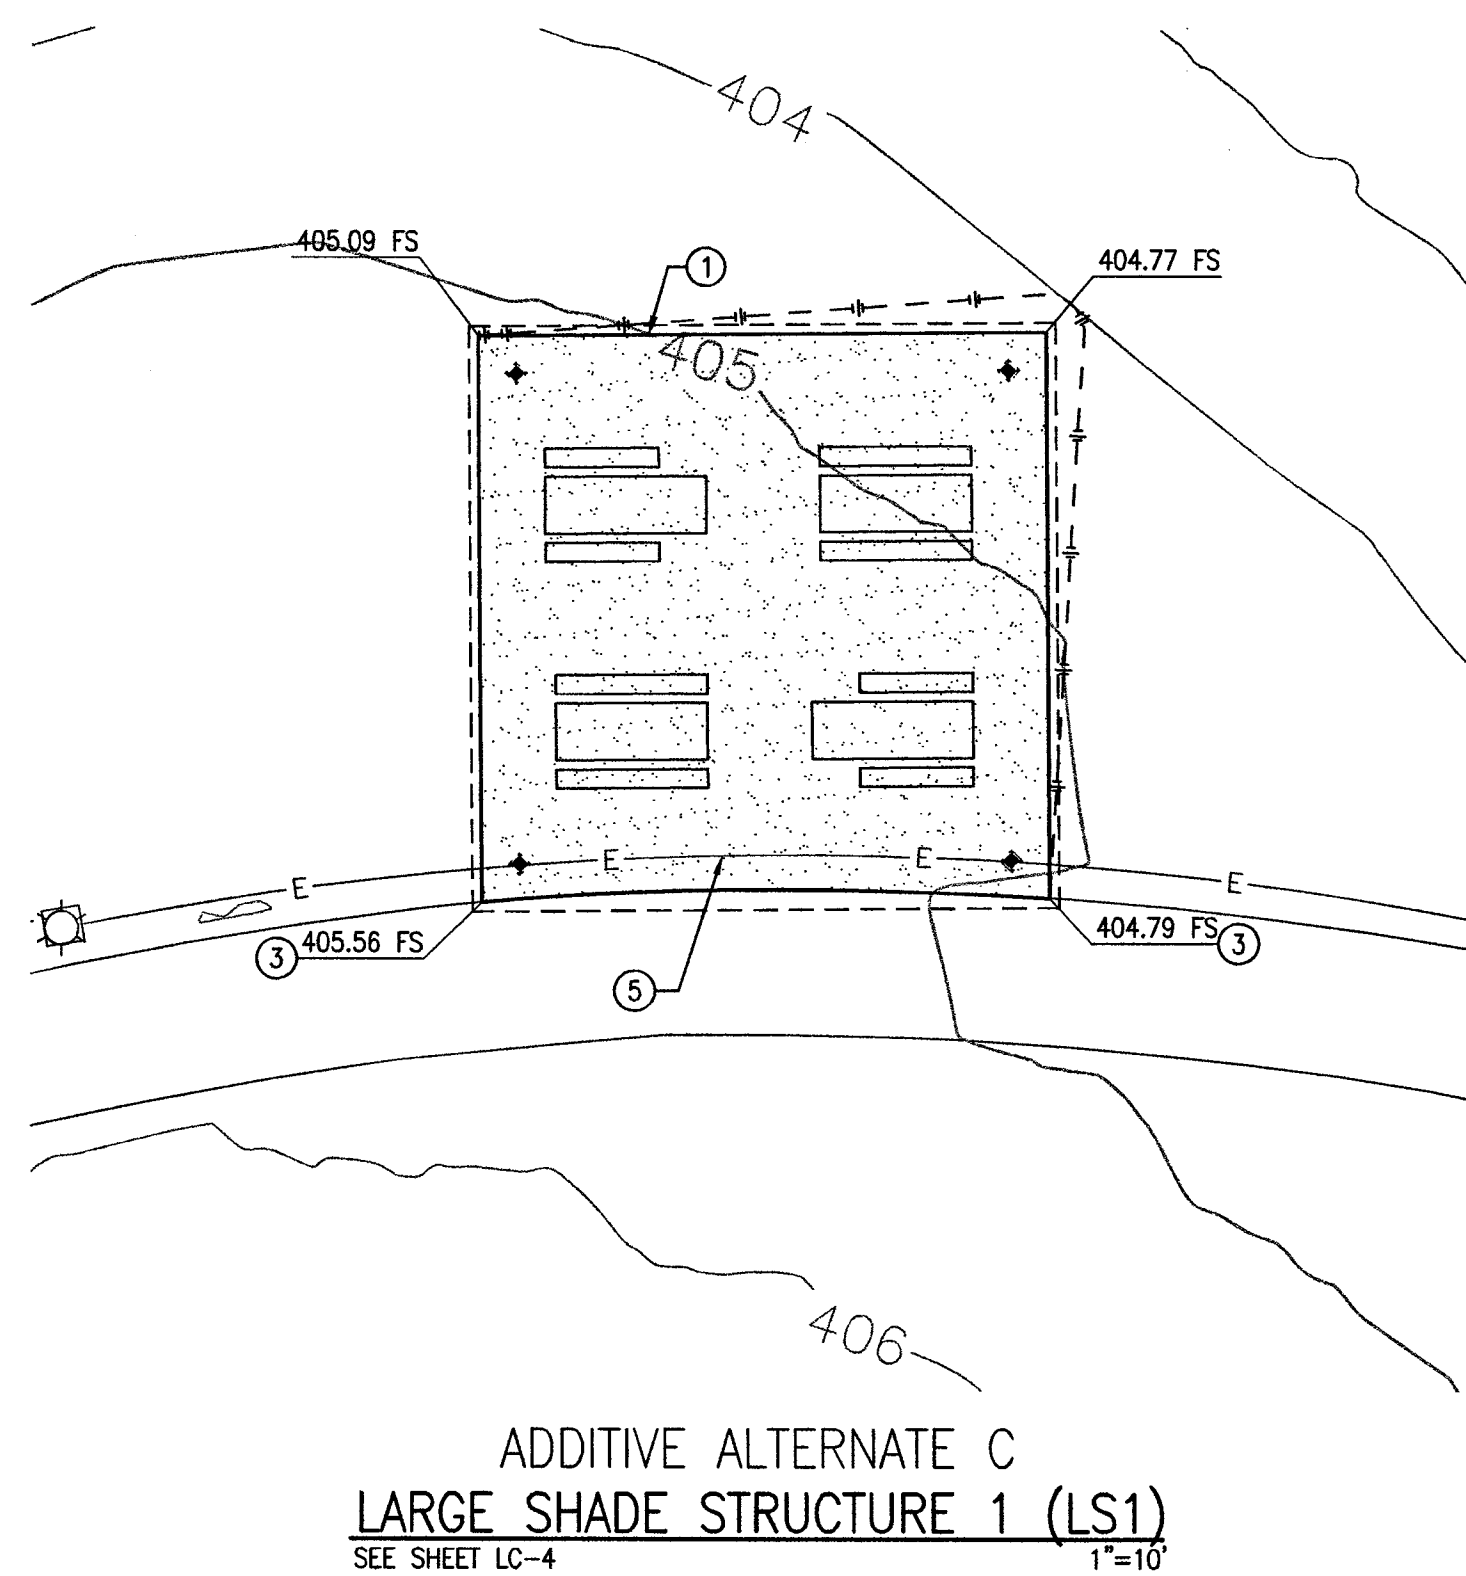 404
405.09 FS
1
404.77 FS
405
E
E
E
E
3 405.56 FS
404.79 FS 3
5
406
ADDITIVE ALTERNATE C
LARGE SHADE STRUCTURE 1 (LS1)
SEE SHEET LC-4
1"=10'